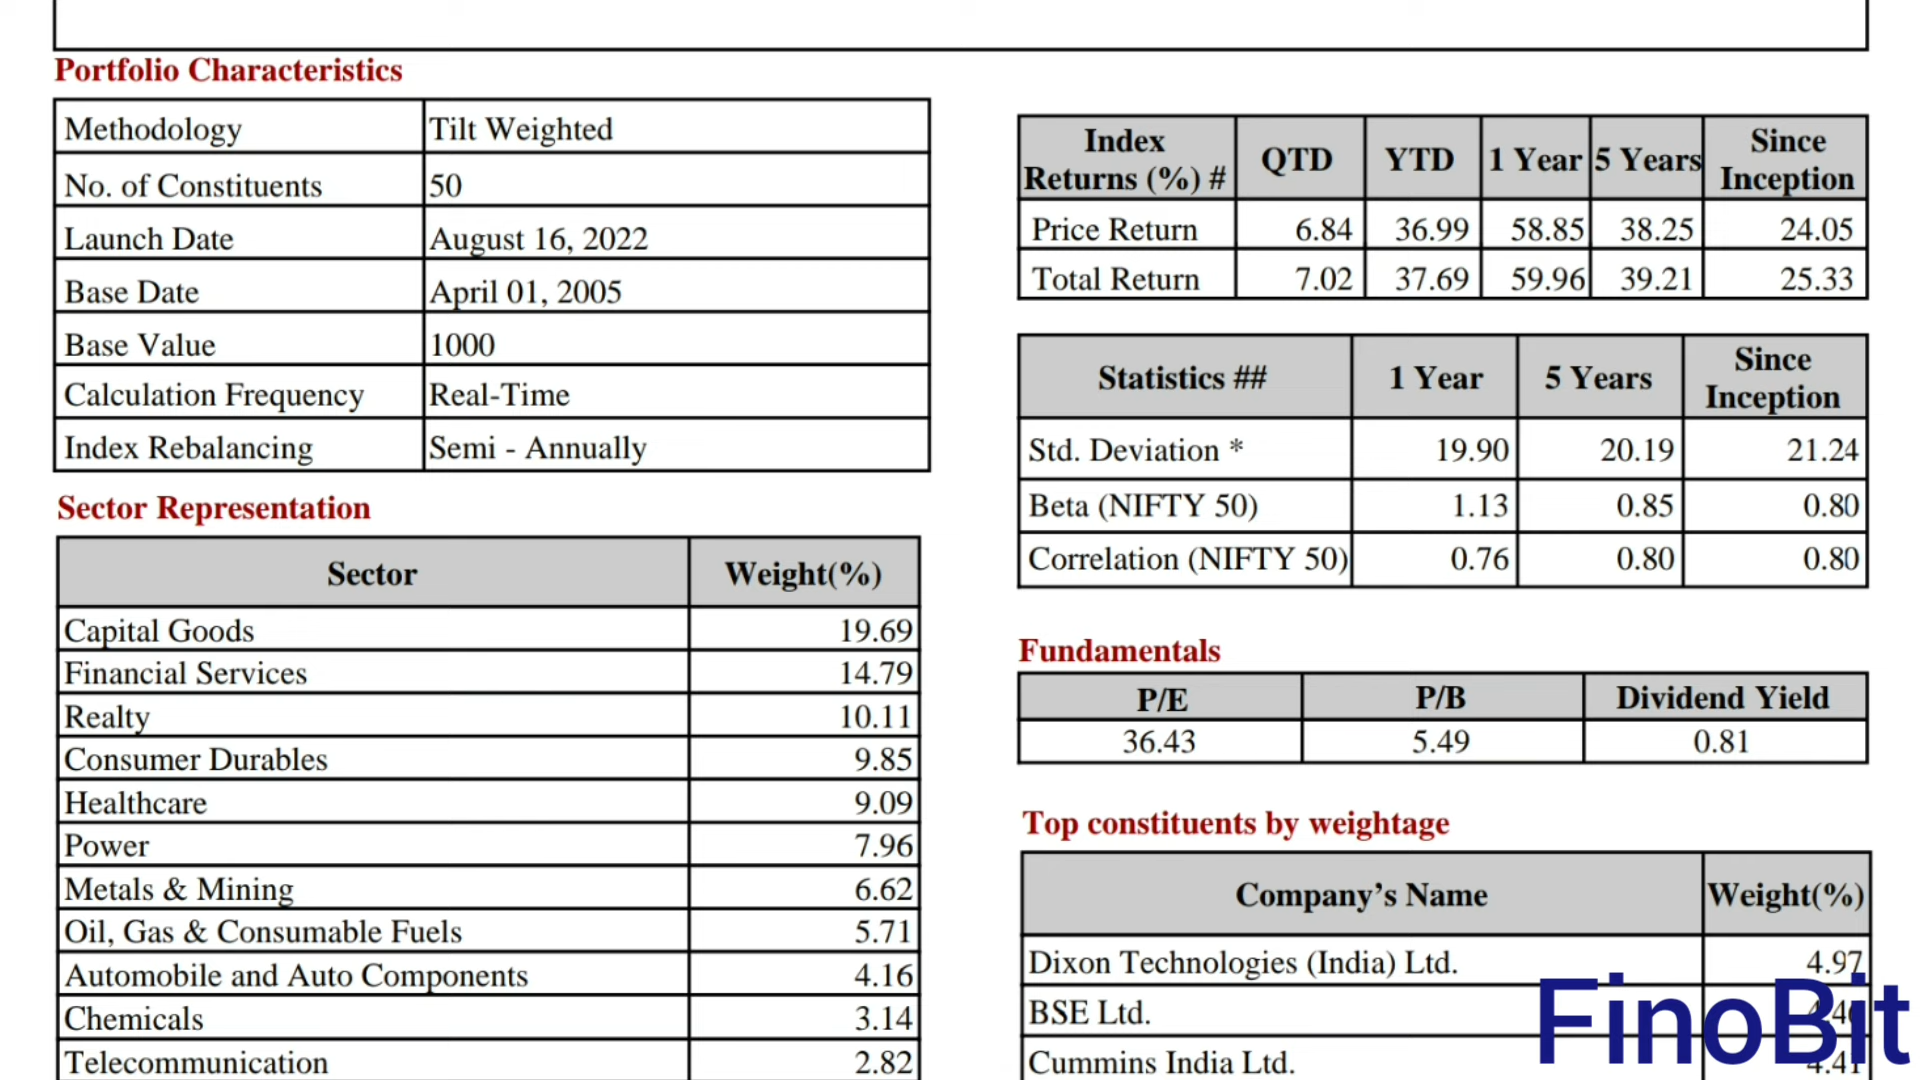 Portfolio Characteristics
Methodology Tilt Weighted
No. of Constituents 50
Launch Date August 16, 2022
Base Date April 01, 2005
Base Value 1000
Calculation Frequency Real-Time
Index Rebalancing Semi - Annually
Sector Representation
Sector Weight(%)
Capital Goods 19.69
Financial Services 14.79
Realty 10.11
Consumer Durables 9.85
Healthcare 9.09
Power 7.96
Metals & Mining 6.62
Oil, Gas & Consumable Fuels 5.71
Automobile and Auto Components 4.16
Chemicals 3.14
Telecommunication 2.82
Index Returns (%) # QTD YTD 1 Year 5 Years Since Inception
Price Return 6.84 36.99 58.85 38.25 24.05
Total Return 7.02 37.69 59.96 39.21 25.33
Statistics ## 1 Year 5 Years Since Inception
Std. Deviation * 19.90 20.19 21.24
Beta (NIFTY 50) 1.13 0.85 0.80
Correlation (NIFTY 50) 0.76 0.80 0.80
Fundamentals
P/E P/B Dividend Yield
36.43 5.49 0.81
Top constituents by weightage
Company’s Name Weight(%)
Dixon Technologies (India) Ltd. 4.97
BSE Ltd.
Cummins India Ltd. 4.41
FinoBit